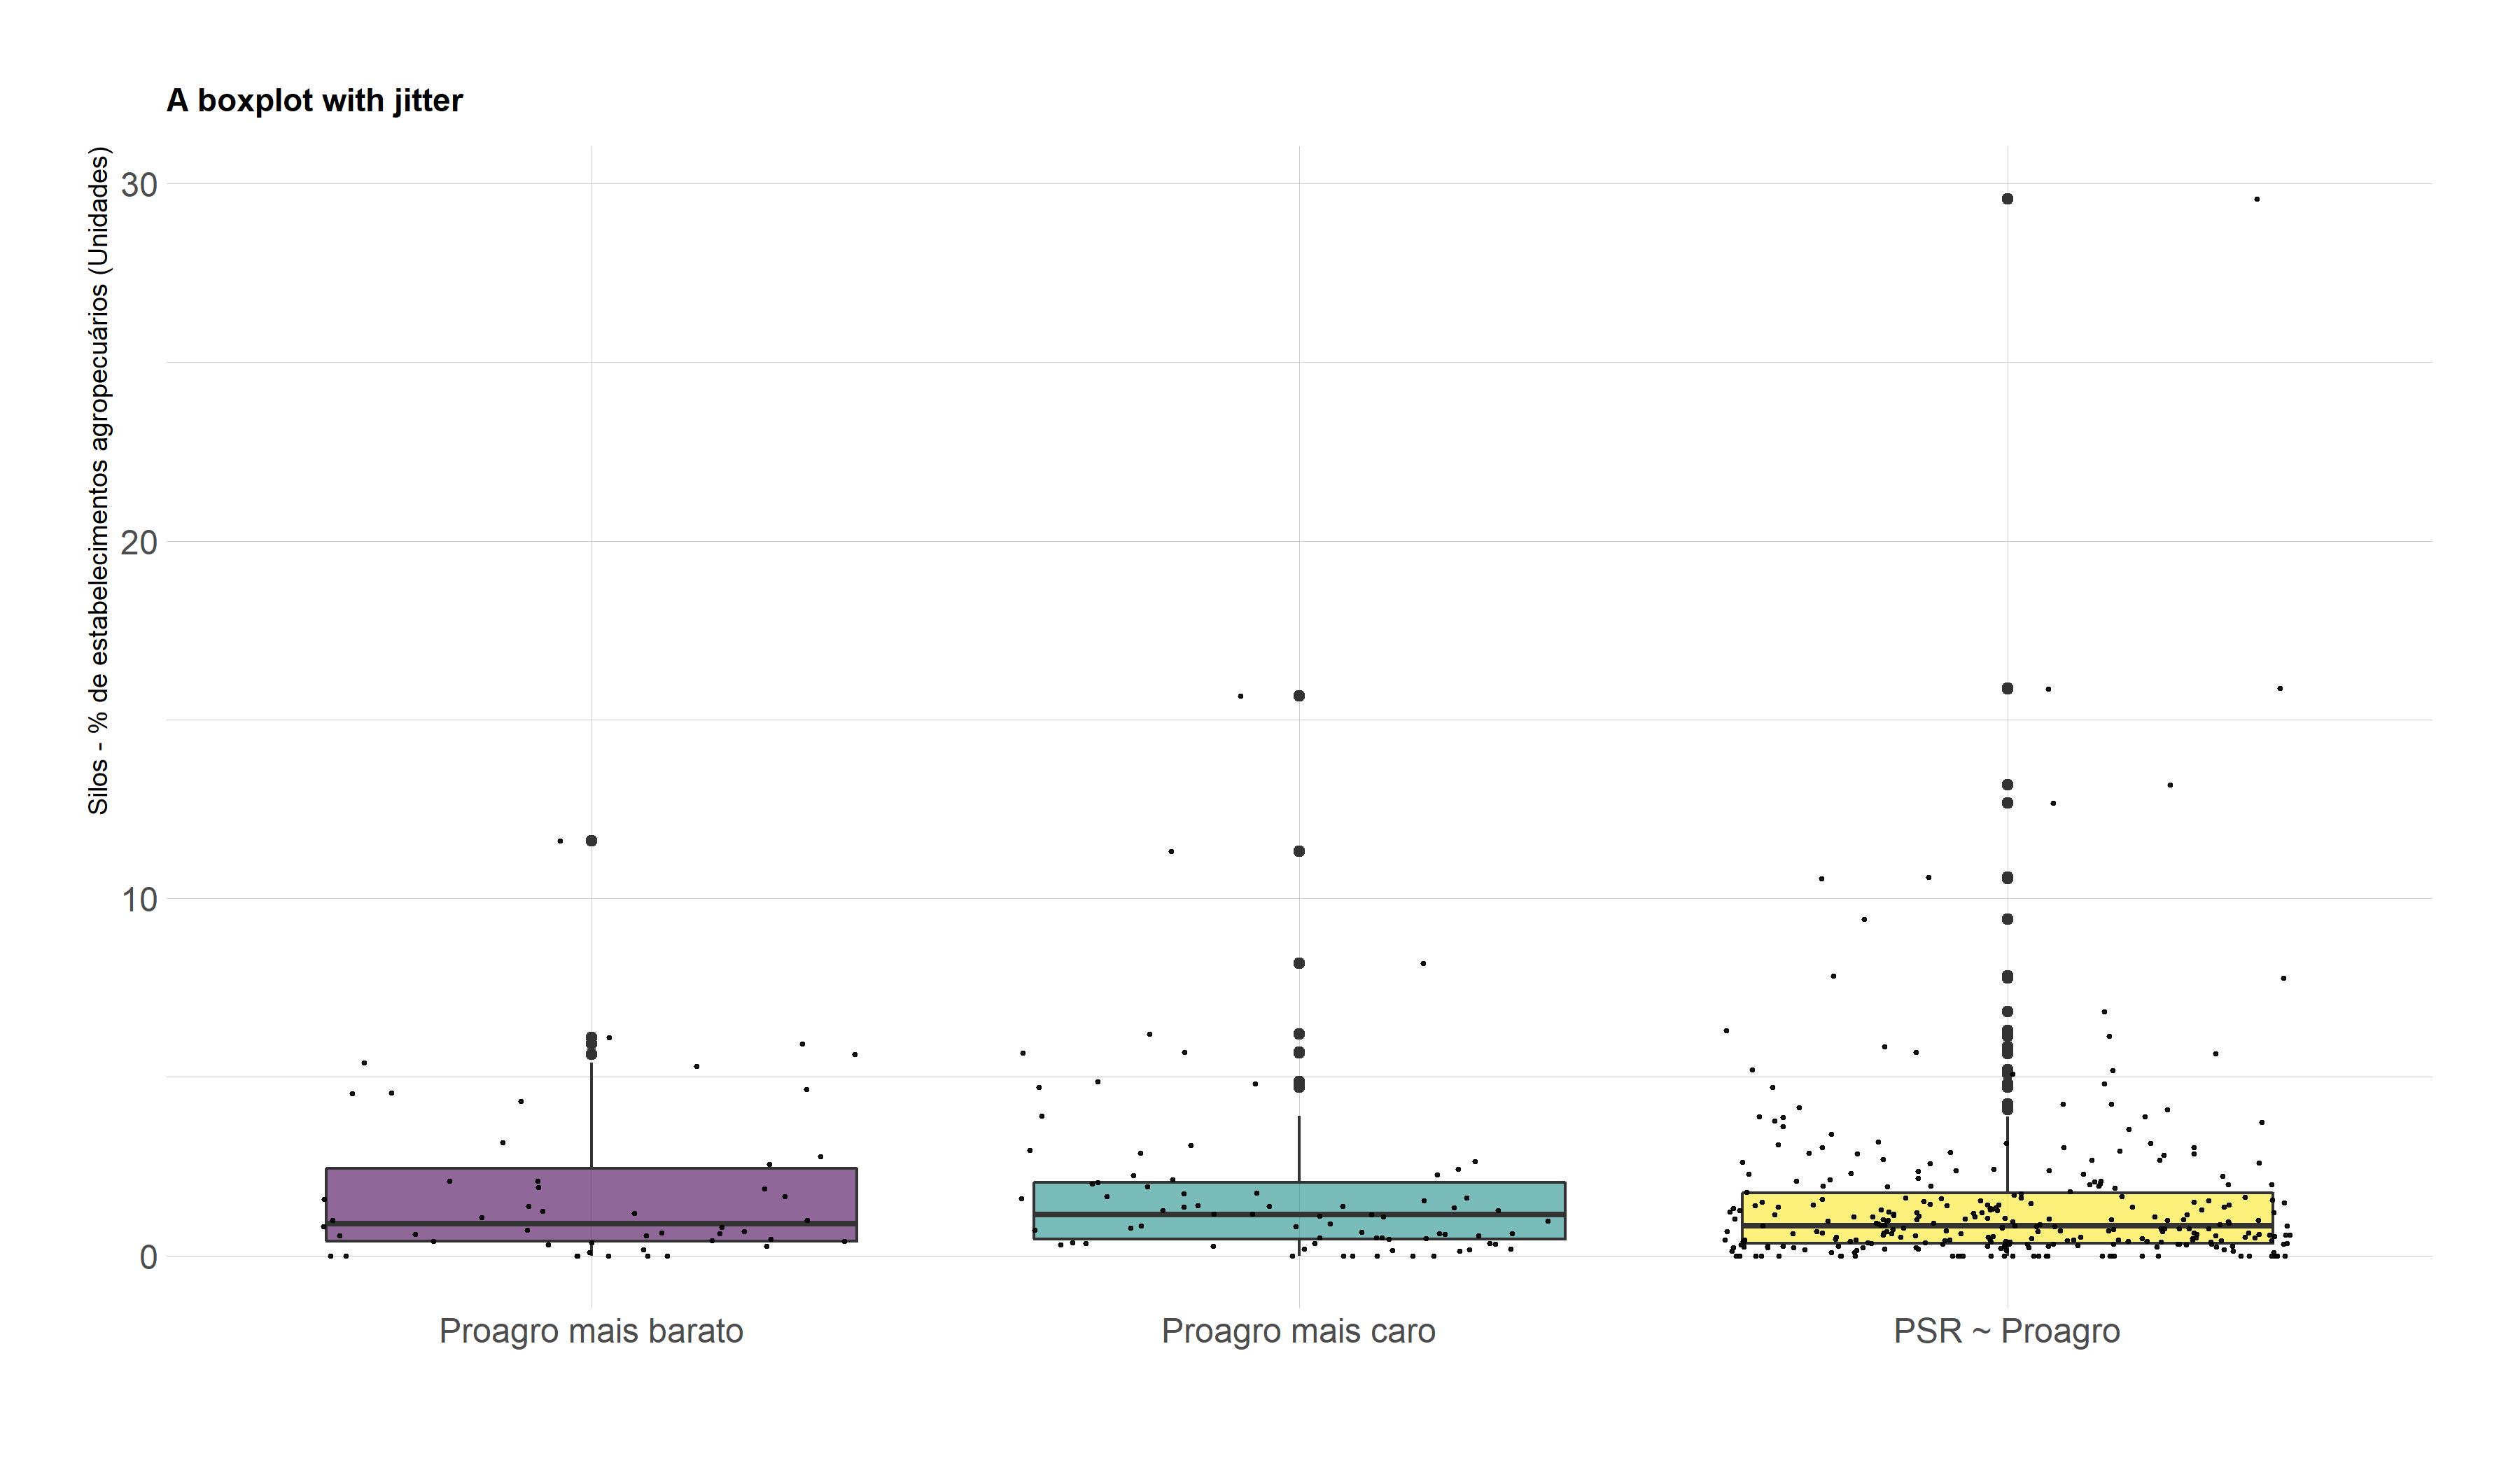 A boxplot with jitter
Silos - % de estabelecimentos agropecuários (Unidades)
30
20
10
0
Proagro mais barato
Proagro mais caro
PSR ~ Proagro